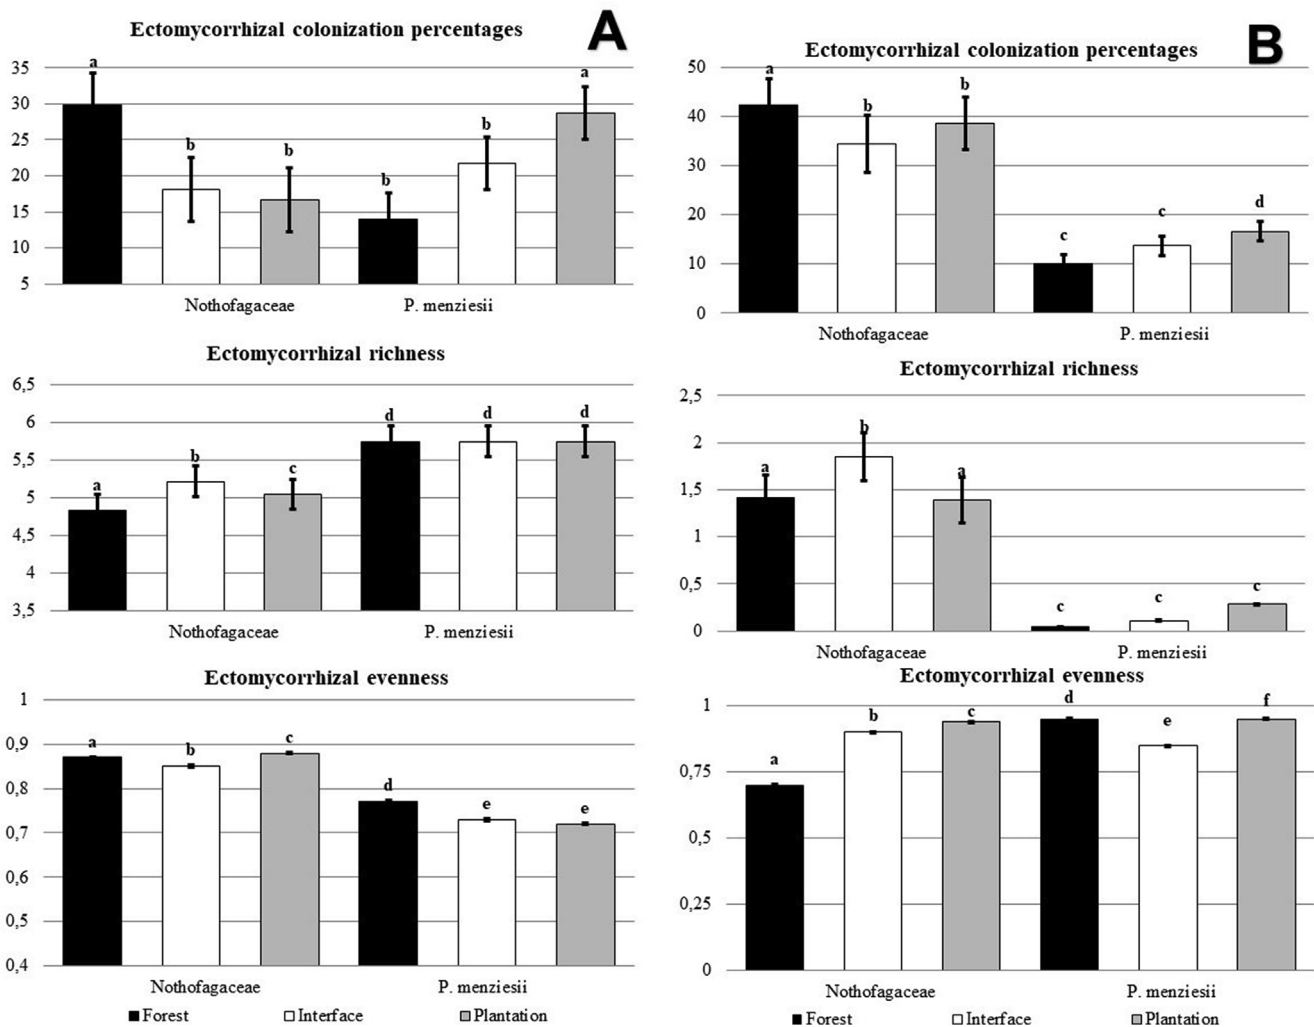 A
Ectomycorrhizal colonization percentages
35
30
25
20
15
10
5
a
b
b
b
b
a
Nothofagaceae
P. menziesii
Ectomycorrhizal richness
6,5
6
5,5
5
4,5
4
3,5
a
b
c
d
d
d
Nothofagaceae
P. menziesii
Ectomycorrhizal evenness
1
0,9
0,8
0,7
0,6
0,5
0,4
a
b
c
d
e
e
Nothofagaceae
P. menziesii
Forest
Interface
Plantation
B
Ectomycorrhizal colonization percentages
50
40
30
20
10
0
a
b
b
c
c
d
Nothofagaceae
P. menziesii
Ectomycorrhizal richness
2,5
2
1,5
1
0,5
0
a
b
a
c
c
c
Nothofagaceae
P. menziesii
Ectomycorrhizal evenness
1
0,75
0,5
0,25
0
a
b
c
d
e
f
Nothofagaceae
P. menziesii
Forest
Interface
Plantation